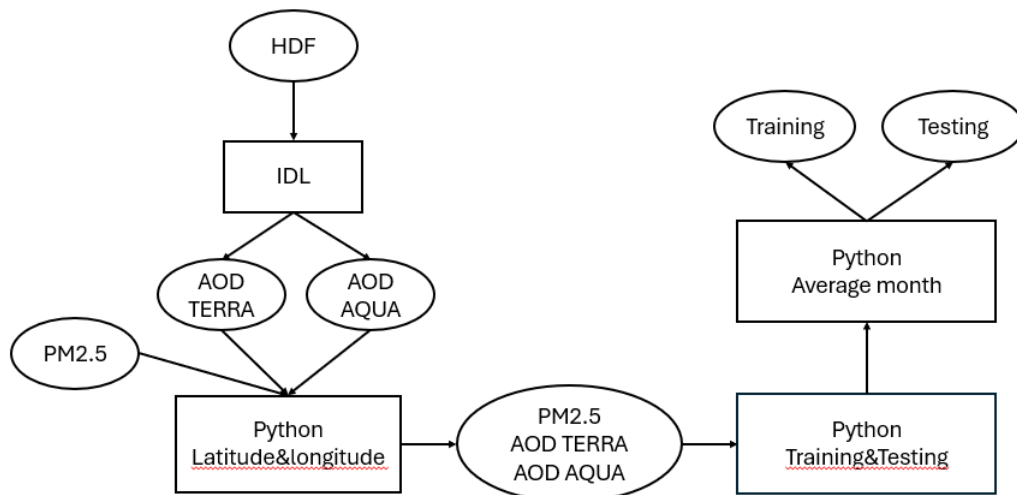 HDF
IDL
AOD
TERRA
AOD
AQUA
PM2.5
Python
Latitude&longitude
PM2.5
AOD TERRA
AOD AQUA
Python
Training&Testing
Python
Average month
Training
Testing